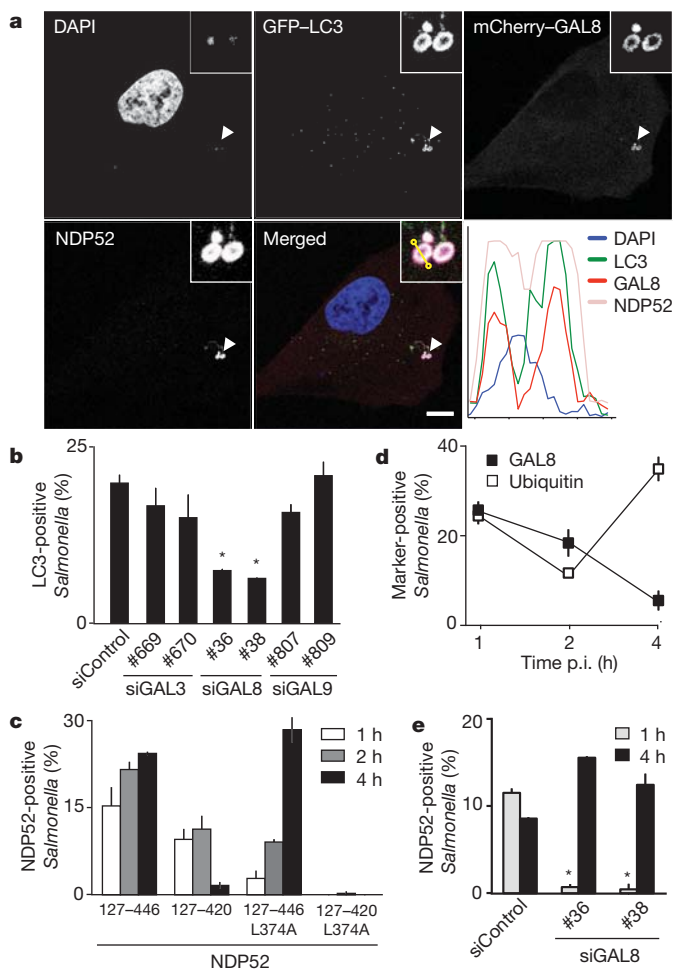 a
DAPI
GFP–LC3
mCherry–GAL8
NDP52
Merged
DAPI
LC3
GAL8
NDP52
b
LC3-positive
Salmonella (%)
25
0
*
*
siControl
#669
#670
#36
#38
#807
#809
siGAL3
siGAL8
siGAL9
d
GAL8
Ubiquitin
Marker-positive
Salmonella (%)
40
20
0
1
2
4
Time p.i. (h)
c
NDP52-positive
Salmonella (%)
30
15
0
1 h
2 h
4 h
127–446
127–420
127–446
L374A
127–420
L374A
NDP52
e
NDP52-positive
Salmonella (%)
20
10
0
1 h
4 h
*
*
siControl
#36
#38
siGAL8